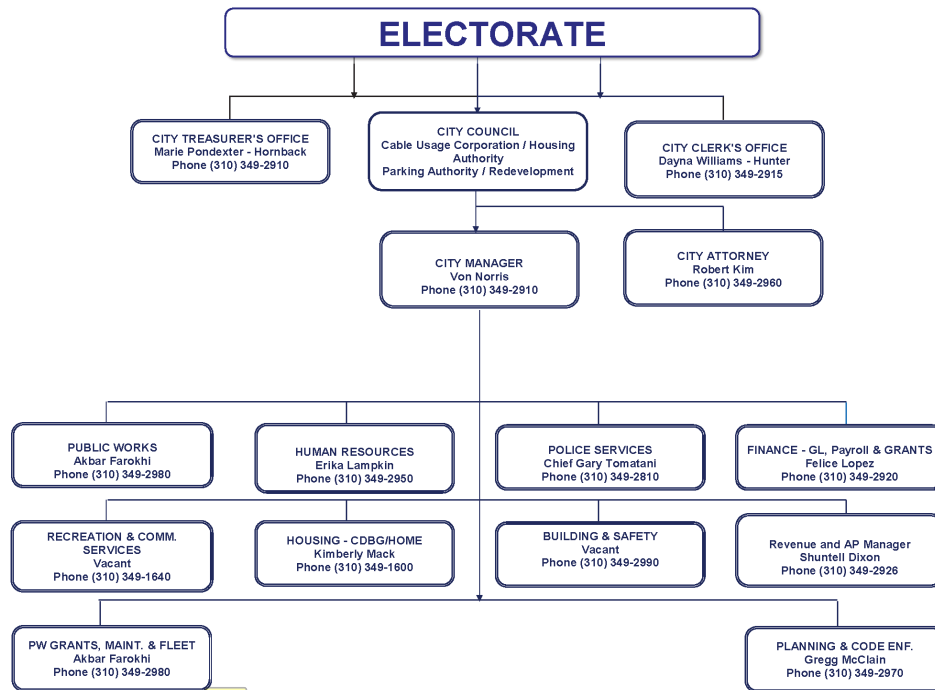 ELECTORATE
CITY TREASURER'S OFFICE
Marie Pondexter - Hornback
Phone (310) 349-2910
CITY COUNCIL
Cable Usage Corporation / Housing
Authority
Parking Authority / Redevelopment
CITY CLERK'S OFFICE
Dayna Williams - Hunter
Phone (310) 349-2915
CITY MANAGER
Von Norris
Phone (310) 349-2910
CITY ATTORNEY
Robert Kim
Phone (310) 349-2960
PUBLIC WORKS
Akbar Farokhi
Phone (310) 349-2980
HUMAN RESOURCES
Erika Lampkin
Phone (310) 349-2950
POLICE SERVICES
Chief Gary Tomatani
Phone (310) 349-2810
FINANCE - GL, Payroll & GRANTS
Felice Lopez
Phone (310) 349-2920
RECREATION & COMM.
SERVICES
Vacant
Phone (310) 349-1640
HOUSING - CDBG/HOME
Kimberly Mack
Phone (310) 349-1600
BUILDING & SAFETY
Vacant
Phone (310) 349-2990
Revenue and AP Manager
Shuntell Dixon
Phone (310) 349-2926
PW GRANTS, MAINT. & FLEET
Akbar Farokhi
Phone (310) 349-2980
PLANNING & CODE ENF.
Gregg McClain
Phone (310) 349-2970